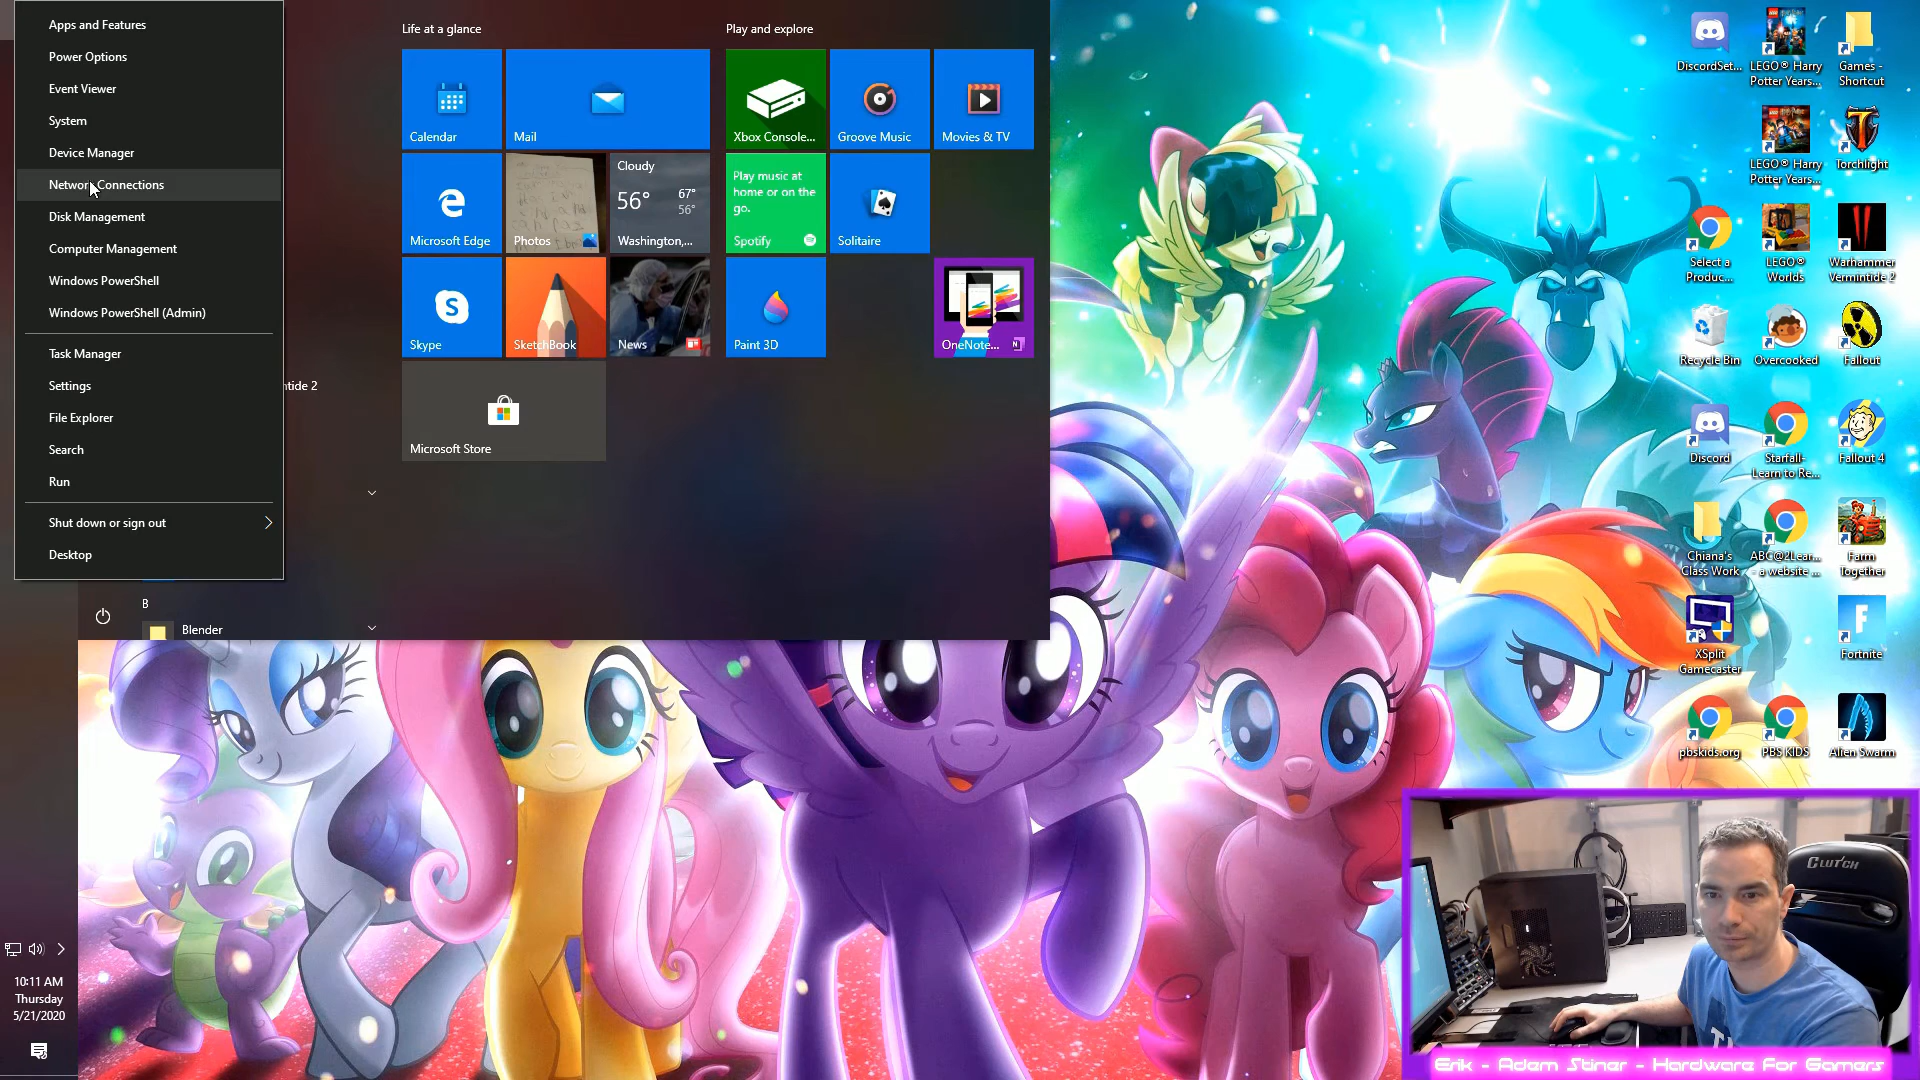 Apps and Features
Power Options
Event Viewer
System
Device Manager
Network Connections
Disk Management
Computer Management
Windows PowerShell
Windows PowerShell (Admin)
Task Manager
Settings
File Explorer
Search
Run
Shut down or sign out
Desktop
ntide 2
B
Blender
Life at a glance
Calendar
Mail
Microsoft Edge
Photos
Cloudy
56°
67°
56°
Washington,...
Skype
SketchBook
News
Microsoft Store
Play and explore
Xbox Console...
Groove Music
Movies & TV
Play music at
home or on the
go.
Spotify
Solitaire
Paint 3D
OneNote...
DiscordSet...
LEGO® Harry
Potter Years...
Games -
Shortcut
LEGO® Harry
Potter Years...
Torchlight
Select a
Produc...
LEGO®
Worlds
Warhammer
Vermintide 2
Recycle Bin
Overcooked
Fallout
Discord
Starfall-
Learn to Re...
Fallout 4
Chiana's
Class Work
ABC@2Lear...
- a website ...
Farm
Together
XSplit
Gamecaster
Fortnite
pbskids.org
PBS KIDS
Alien Swarm
10:11 AM
Thursday
5/21/2020
CLUTCH
Erik - Adem Stiner - Hardware For Gamers